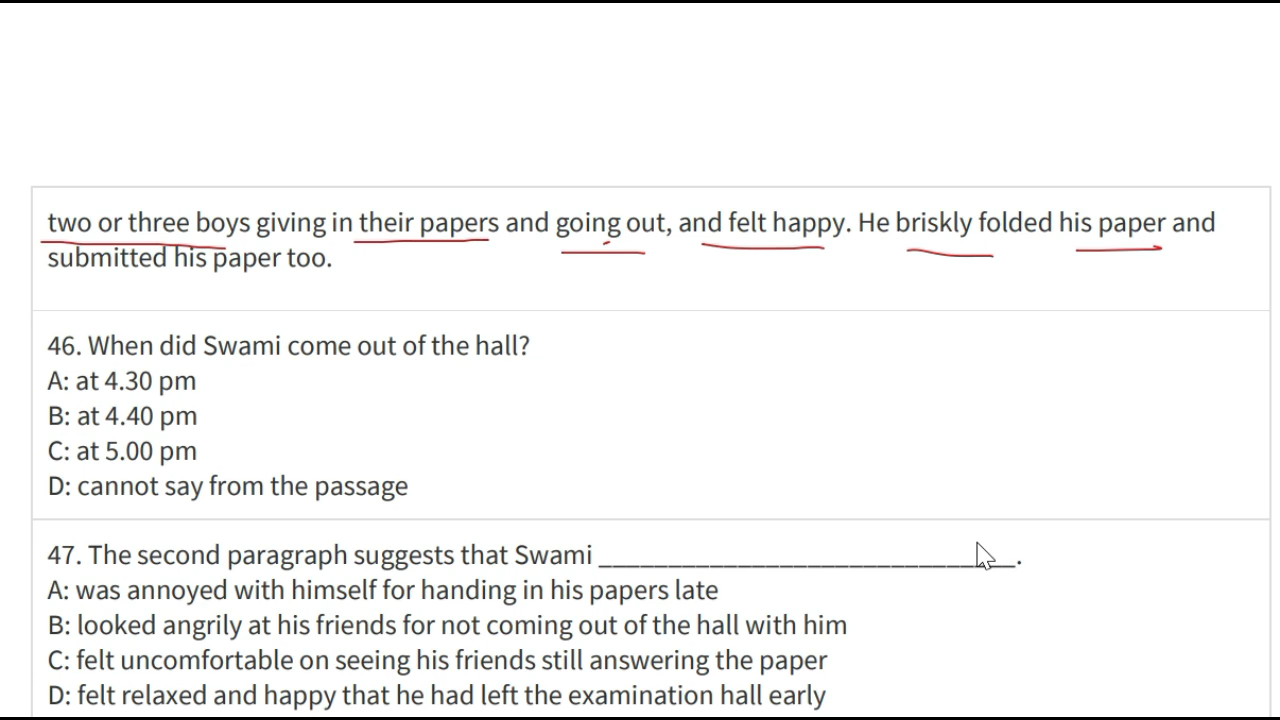 two or three boys giving in their papers and going out, and felt happy. He briskly folded his paper and
submitted his paper too.
46. When did Swami come out of the hall?
A: at 4.30 pm
B: at 4.40 pm
C: at 5.00 pm
D: cannot say from the passage
47. The second paragraph suggests that Swami ______________________________.
A: was annoyed with himself for handing in his papers late
B: looked angrily at his friends for not coming out of the hall with him
C: felt uncomfortable on seeing his friends still answering the paper
D: felt relaxed and happy that he had left the examination hall early